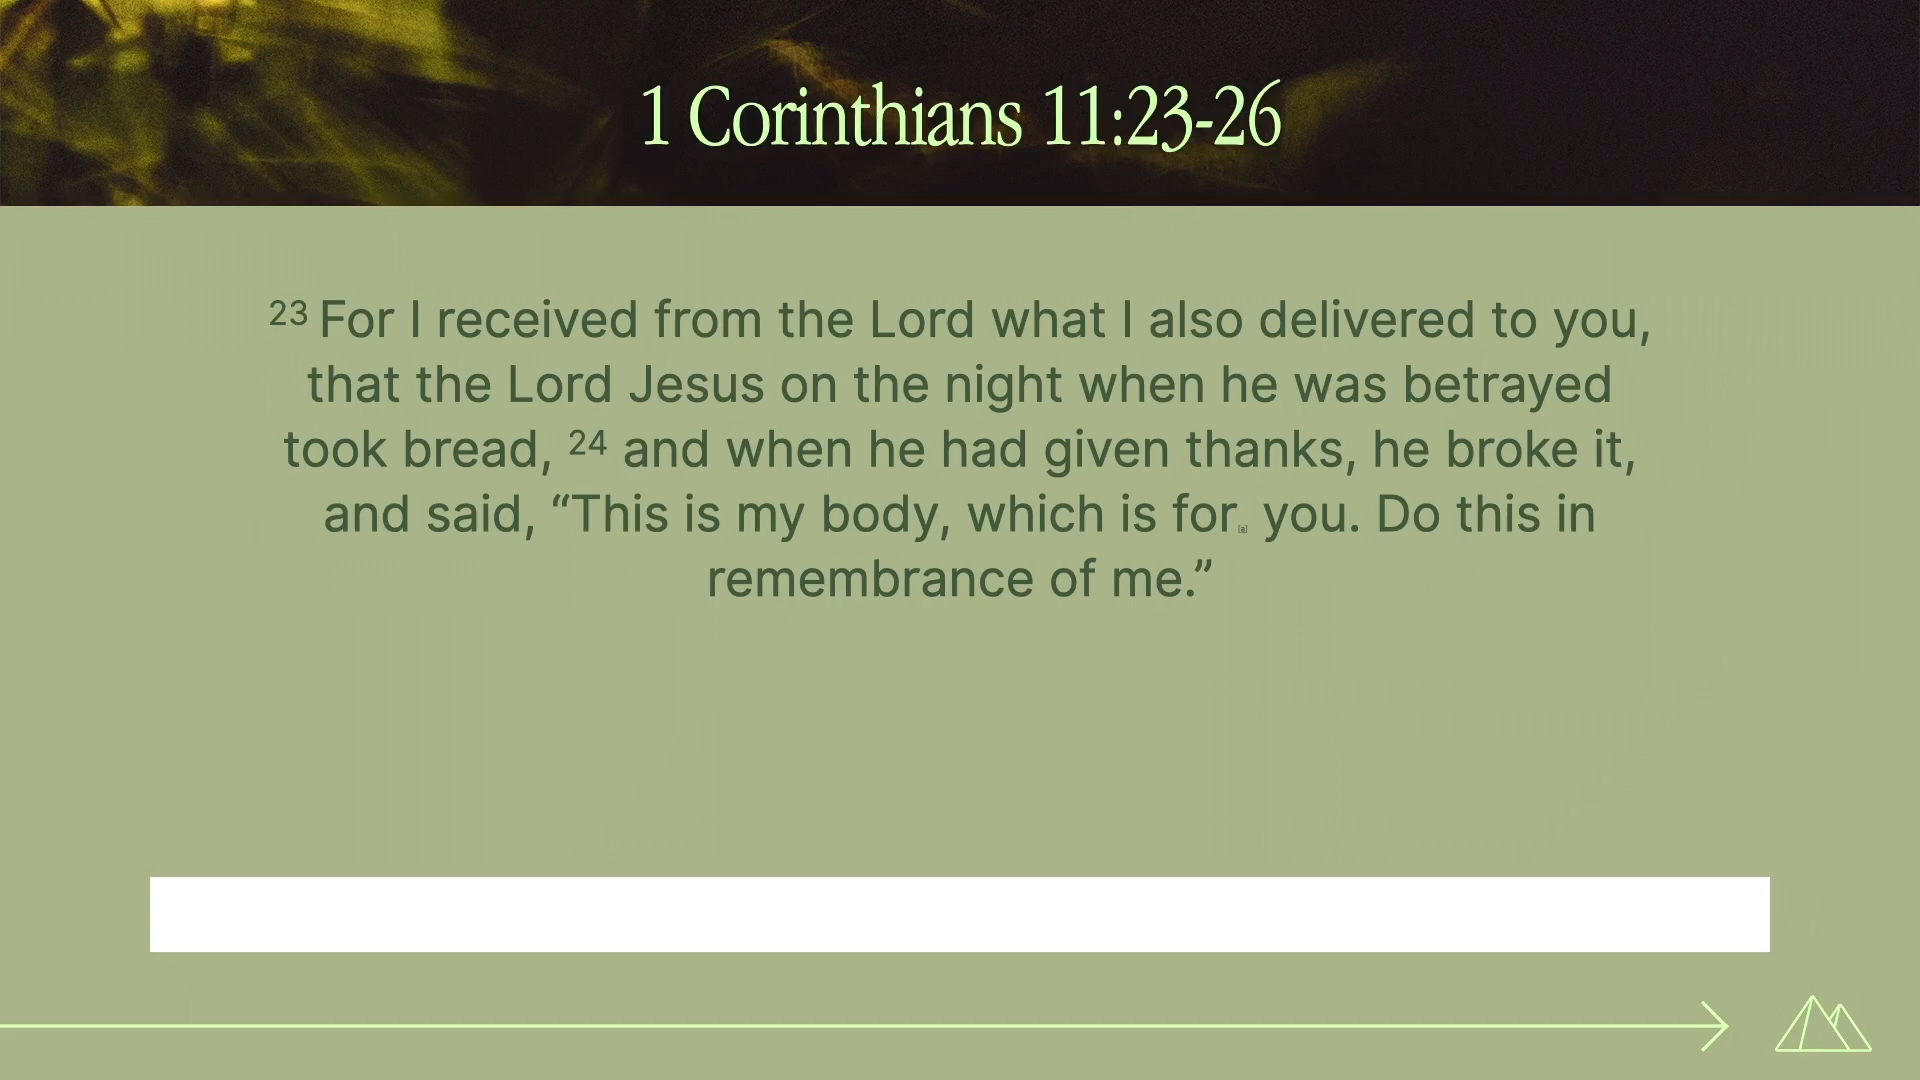 1 Corinthians 11:23-26
23 For I received from the Lord what I also delivered to you,
that the Lord Jesus on the night when he was betrayed
took bread, 24 and when he had given thanks, he broke it,
and said, “This is my body, which is for[a] you. Do this in
remembrance of me.”